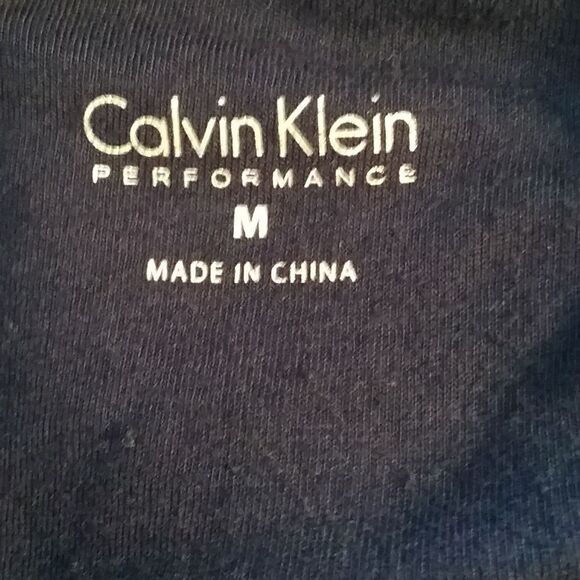 Calvin Klein
PERFORMANCE
M
MADE IN CHINA